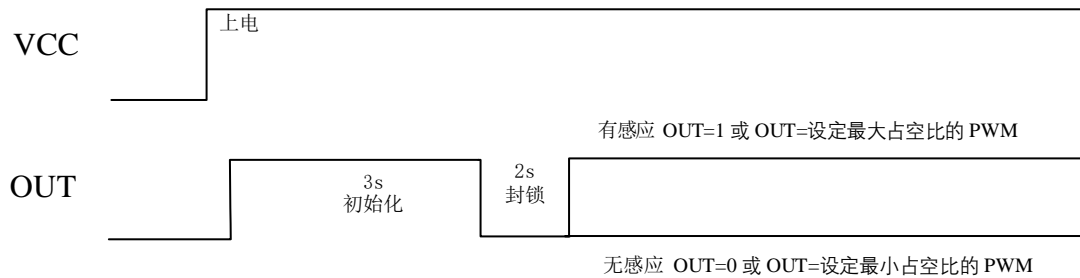 上电
VCC
有感应 OUT=1 或 OUT=设定最大占空比的 PWM
OUT
3s
初始化
2s
封锁
无感应 OUT=0 或 OUT=设定最小占空比的 PWM